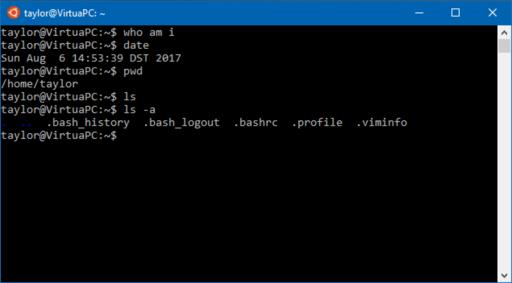 taylor@VirtuaPC: ~
taylor@VirtuaPC:~$ who am i
taylor@VirtuaPC:~$ date
Sun Aug  6 14:53:39 DST 2017
taylor@VirtuaPC:~$ pwd
/home/taylor
taylor@VirtuaPC:~$ ls
taylor@VirtuaPC:~$ ls -a
.  ..  .bash_history  .bash_logout  .bashrc  .profile  .viminfo
taylor@VirtuaPC:~$